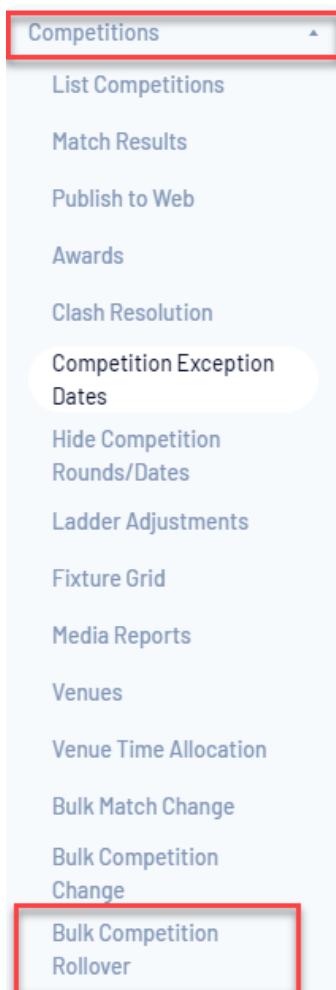 Competitions
List Competitions
Match Results
Publish to Web
Awards
Clash Resolution
Competition Exception
Dates
Hide Competition
Rounds/Dates
Ladder Adjustments
Fixture Grid
Media Reports
Venues
Venue Time Allocation
Bulk Match Change
Bulk Competition
Change
Bulk Competition
Rollover